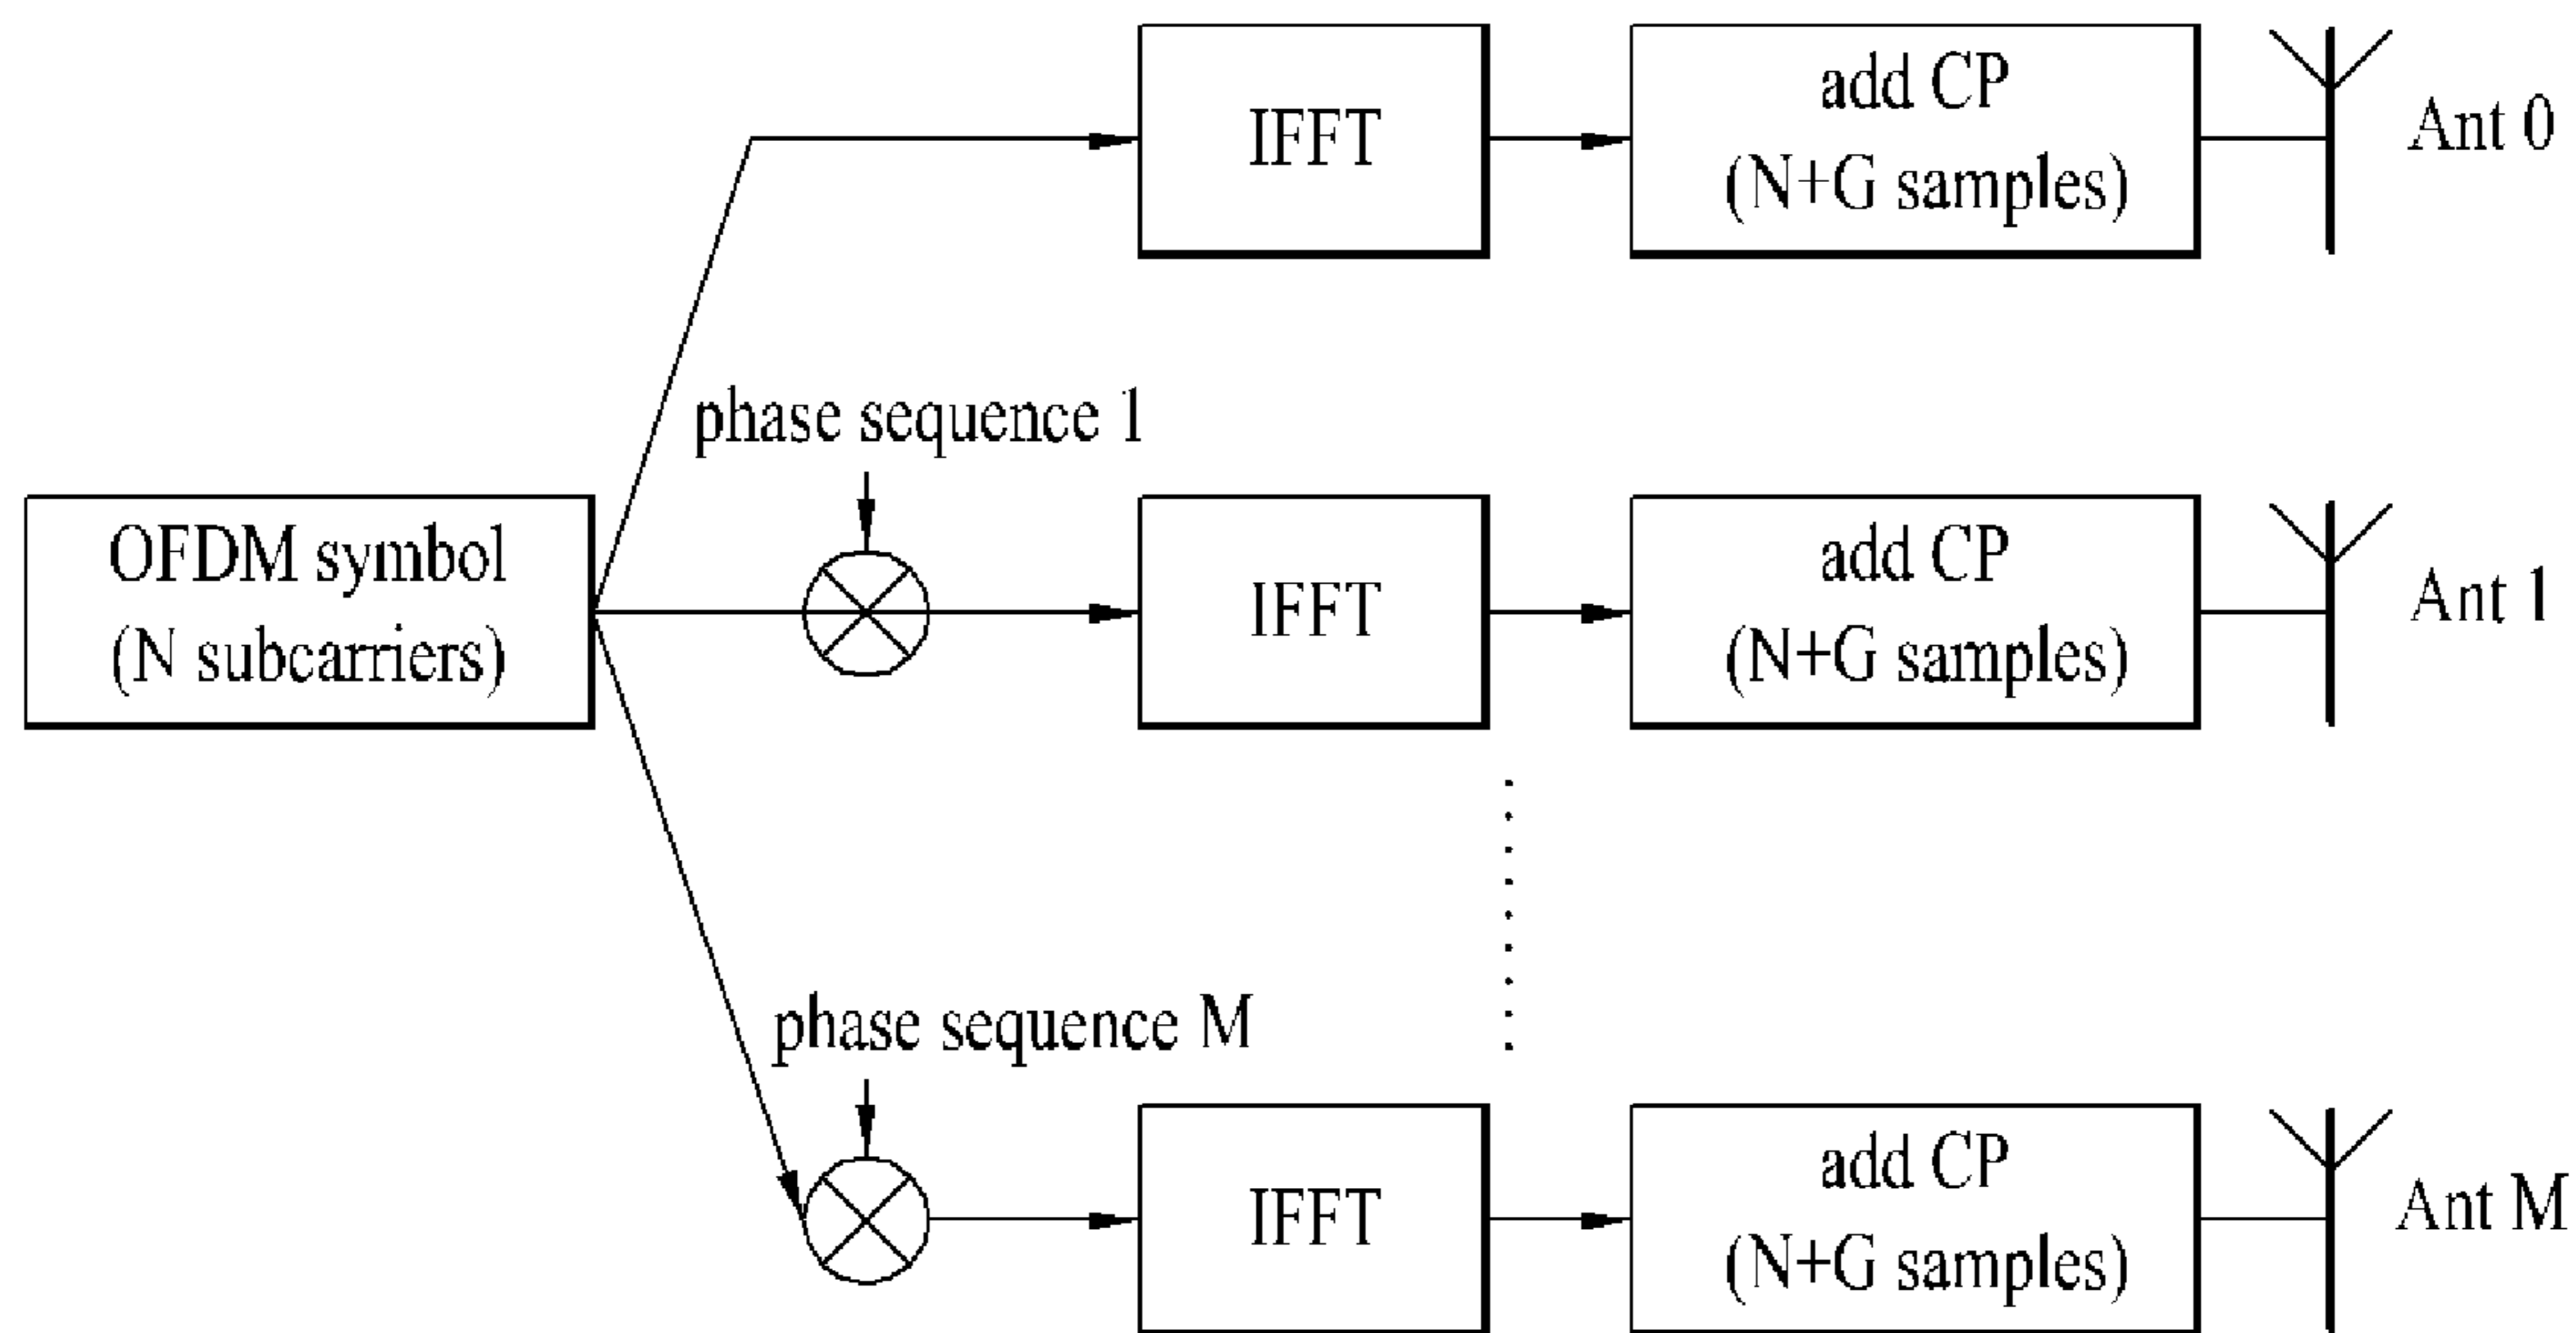 IFFT
add CP
(N+G samples)
Ant 0
phase sequence 1
OFDM symbol
(N subcarriers)
IFFT
add CP
(N+G samples)
Ant 1
phase sequence M
IFFT
add CP
(N+G samples)
Ant M